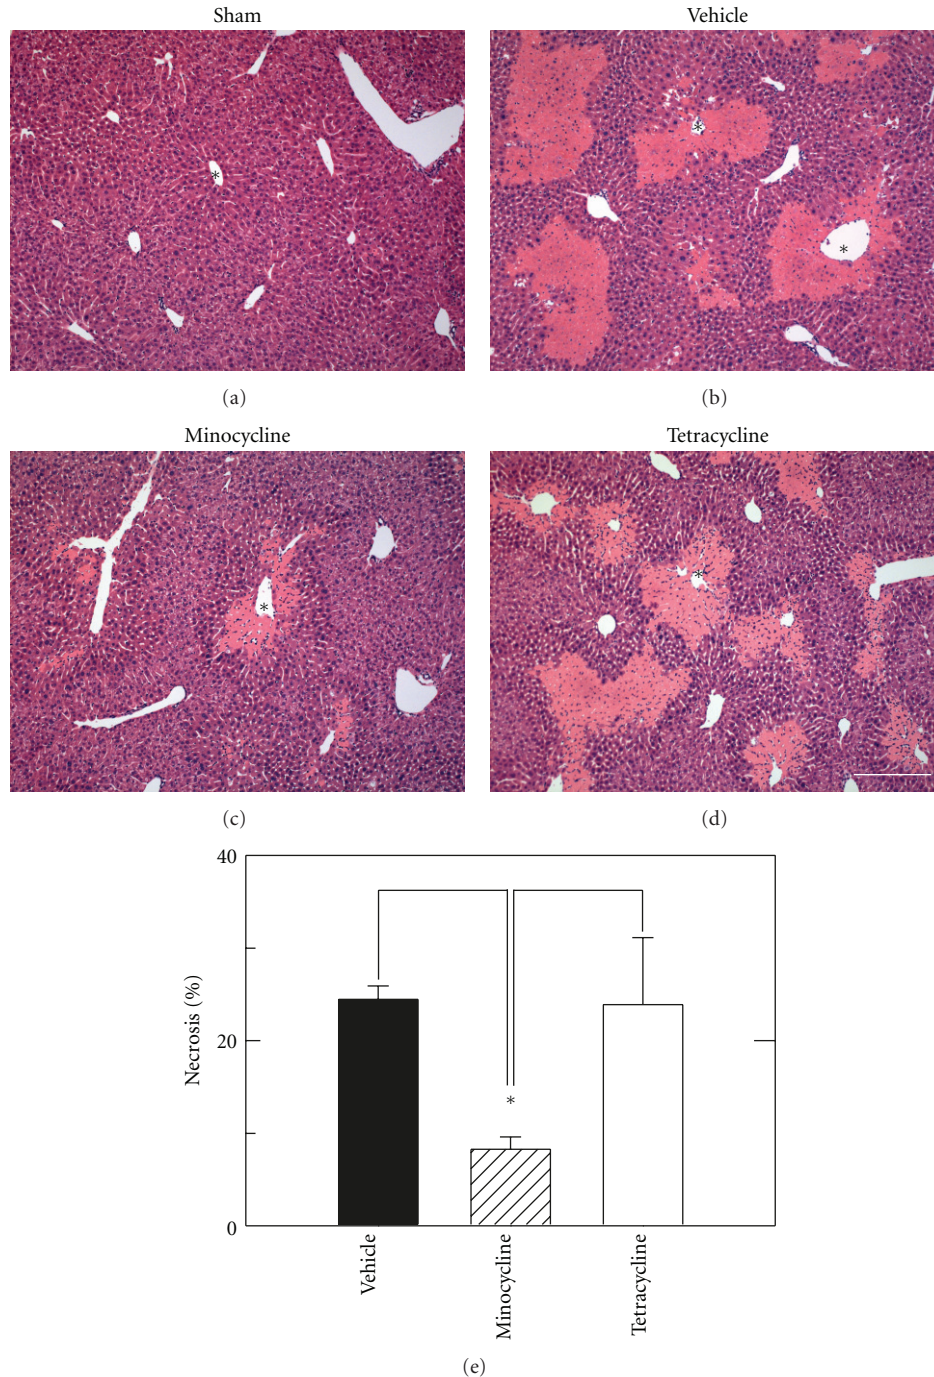 Sham
Vehicle
*
*
*
(a)
(b)
Minocycline
Tetracycline
*
*
(c)
(d)
40
20
0
Necrosis (%)
*
Vehicle
Minocycline
Tetracycline
(e)